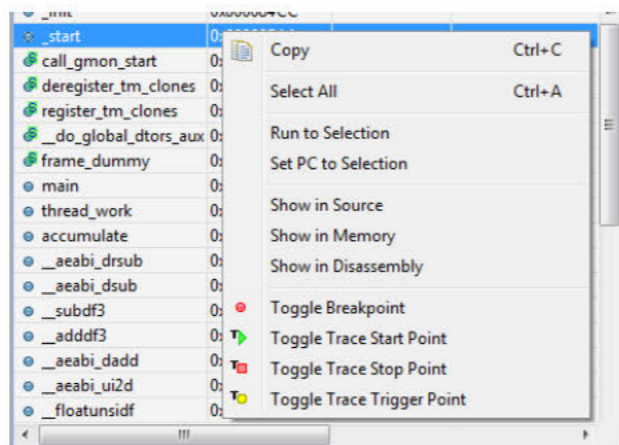 _init 0x000084CC
_start
call_gmon_start
deregister_tm_clones
register_tm_clones
__do_global_dtors_aux
frame_dummy
main
thread_work
accumulate
__aeabi_drsub
__aeabi_dsub
__subdf3
__adddf3
__aeabi_dadd
__aeabi_ui2d
__floatunsidf
Copy Ctrl+C
Select All Ctrl+A
Run to Selection
Set PC to Selection
Show in Source
Show in Memory
Show in Disassembly
Toggle Breakpoint
Toggle Trace Start Point
Toggle Trace Stop Point
Toggle Trace Trigger Point